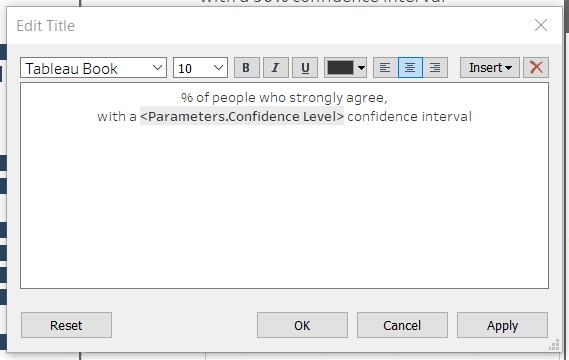 with a 90% confidence interval
Edit Title
Tableau Book 10 B I U Insert
% of people who strongly agree,
with a <Parameters.Confidence Level> confidence interval
Reset OK Cancel Apply